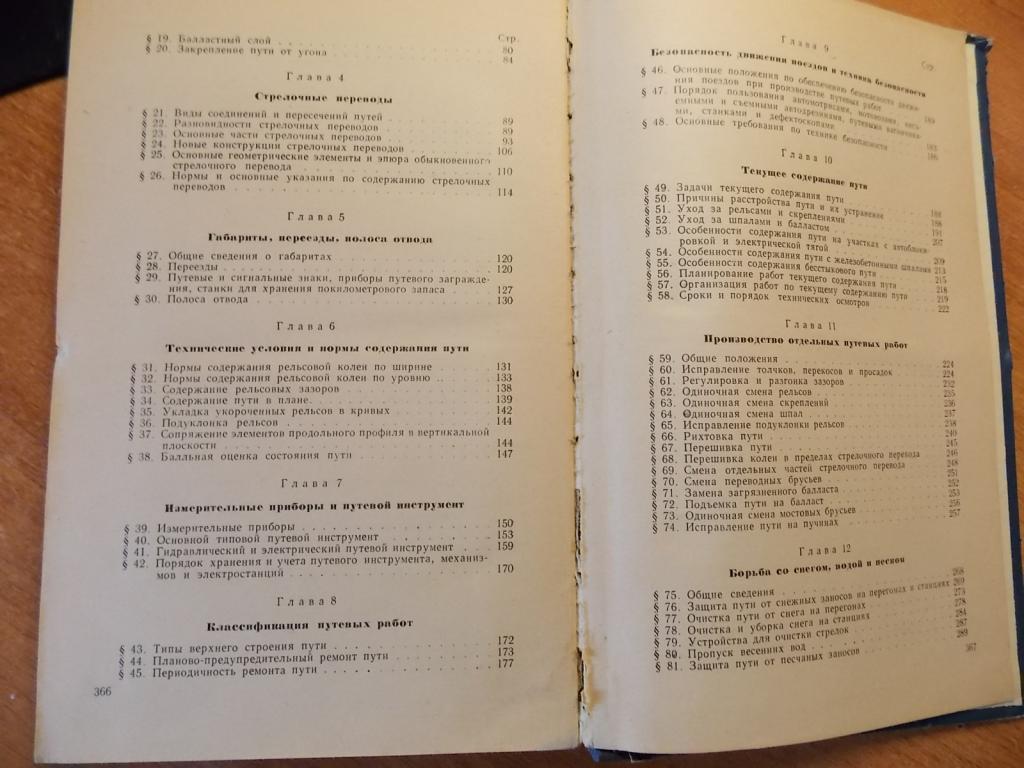 Стр.
§ 19. Балластный слой 80
§ 20. Закрепление пути от угона 84
Глава 4
Стрелочные переводы
§ 21. Виды соединений и пересечений путей 89
§ 22. Разновидности стрелочных переводов 89
§ 23. Основные части стрелочных переводов 93
§ 24. Новые конструкции стрелочных переводов 106
§ 25. Основные геометрические элементы и эпюра обыкновенного
стрелочного перевода 110
§ 26. Нормы и основные указания по содержанию стрелочных
переводов 114
Глава 5
Габариты, переезды, полоса отвода
§ 27. Общие сведения о габаритах 120
§ 28. Переезды 120
§ 29. Путевые и сигнальные знаки, приборы путевого загражде-
ния, станки для хранения покилометрового запаса 127
§ 30. Полоса отвода 130
Глава 6
Технические условия и нормы содержания пути
§ 31. Нормы содержания рельсовой колеи по ширине 131
§ 32. Нормы содержания рельсовой колеи по уровню 133
§ 33. Содержание рельсовых зазоров 138
§ 34. Содержание пути в плане 139
§ 35. Укладка укороченных рельсов в кривых 142
§ 36. Подуклонка рельсов 144
§ 37. Сопряжение элементов продольного профиля в вертикальной
плоскости 144
§ 38. Балльная оценка состояния пути 147
Глава 7
Измерительные приборы и путевой инструмент
§ 39. Измерительные приборы 150
§ 40. Основной типовой путевой инструмент 153
§ 41. Гидравлический и электрический путевой инструмент 159
§ 42. Порядок хранения и учета путевого инструмента, механиз-
мов и электростанций 170
Глава 8
Классификация путевых работ
§ 43. Типы верхнего строения пути 172
§ 44. Планово-предупредительный ремонт пути 173
§ 45. Периодичность ремонта пути 177
366
Глава 9
Стр.
Безопасность движения поездов и техника безопасности
§ 46. Основные положения по обеспечению безопасности движе-
ния поездов при производстве путевых работ
§ 47. Порядок пользования автомотрисами, мотовозами,
емными и съемными автодрезинами, путевыми вагончика-
ми, станками и дефектоскопами
§ 48. Основные требования по технике безопасности 186
Глава 10
Текущее содержание пути
§ 49. Задачи текущего содержания пути 188
§ 50. Причины расстройства пути и их устранение 188
§ 51. Уход за рельсами и скреплениями 191
§ 52. Уход за шпалами и балластом 207
§ 53. Особенности содержания пути на участках с автоблоки-
ровкой и электрической тягой 209
§ 54. Особенности содержания пути с железобетонными шпалами 213
§ 55. Особенности содержания бесстыкового пути 215
§ 56. Планирование работ текущего содержания пути 218
§ 57. Организация работ по текущему содержанию пути 219
§ 58. Сроки и порядок технических осмотров 222
Глава 11
Производство отдельных путевых работ
§ 59. Общие положения 224
§ 60. Исправление толчков, перекосов и просадок 224
§ 61. Регулировка и разгонка зазоров 232
§ 62. Одиночная смена рельсов 235
§ 63. Одиночная смена скреплений 236
§ 64. Одиночная смена шпал 237
§ 65. Исправление подуклонки рельсов 238
§ 66. Рихтовка пути 240
§ 67. Перешивка пути 245
§ 68. Перешивка колеи в пределах стрелочного перевода 246
§ 69. Смена отдельных частей стрелочного перевода 248
§ 70. Смена переводных брусьев 251
§ 71. Замена загрязненного балласта 252
§ 72. Подъемка пути на балласт 253
§ 73. Одиночная смена мостовых брусьев 256
§ 74. Исправление пути на пучинах 257
Глава 12
Борьба со снегом, водой и песком
§ 75. Общие сведения 268
§ 76. Защита пути от снежных заносов на перегонах и станциях 269
§ 77. Очистка пути от снега на перегонах 273
§ 78. Очистка и уборка снега на станциях 278
§ 79. Устройства для очистки стрелок 284
§ 80. Пропуск весенних вод 287
§ 81. Защита пути от песчаных заносов 289
367